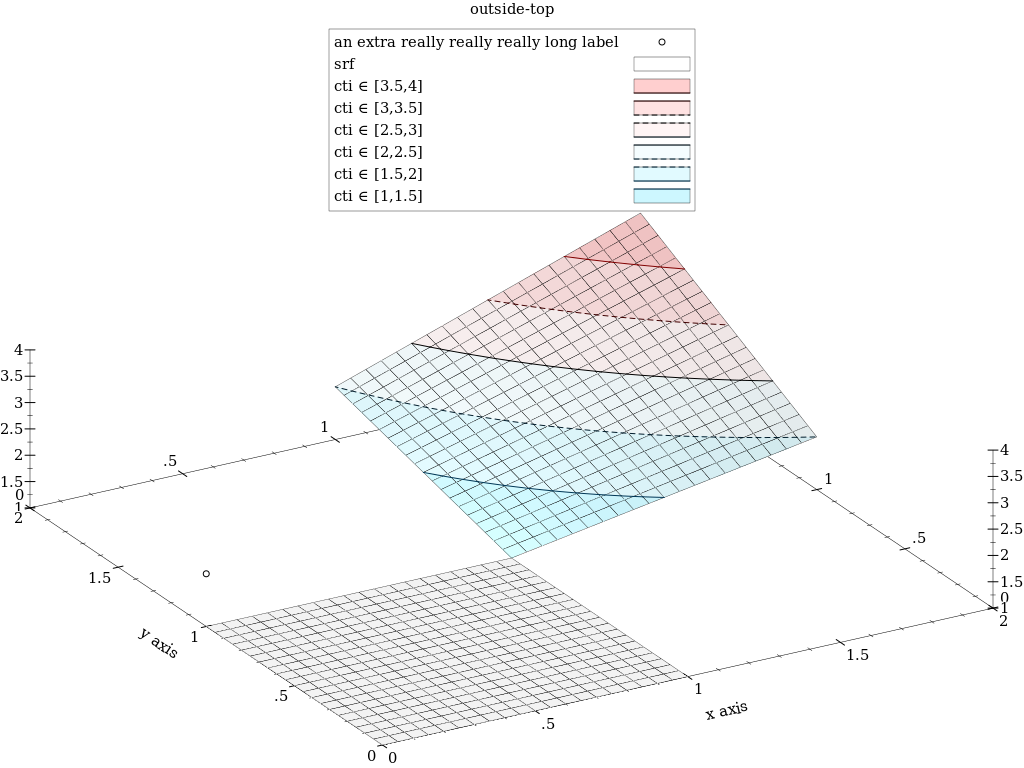 outside-top
an extra really really really long label
srf
cti ∈ [3.5,4]
cti ∈ [3,3.5]
cti ∈ [2.5,3]
cti ∈ [2,2.5]
cti ∈ [1.5,2]
cti ∈ [1,1.5]
4
3.5
3
2.5
2
1.5
1
0
.5
1
2
1.5
1
.5
0
y axis
4
3.5
3
2.5
2
1.5
1
0
.5
1
2
1.5
1
.5
0
x axis